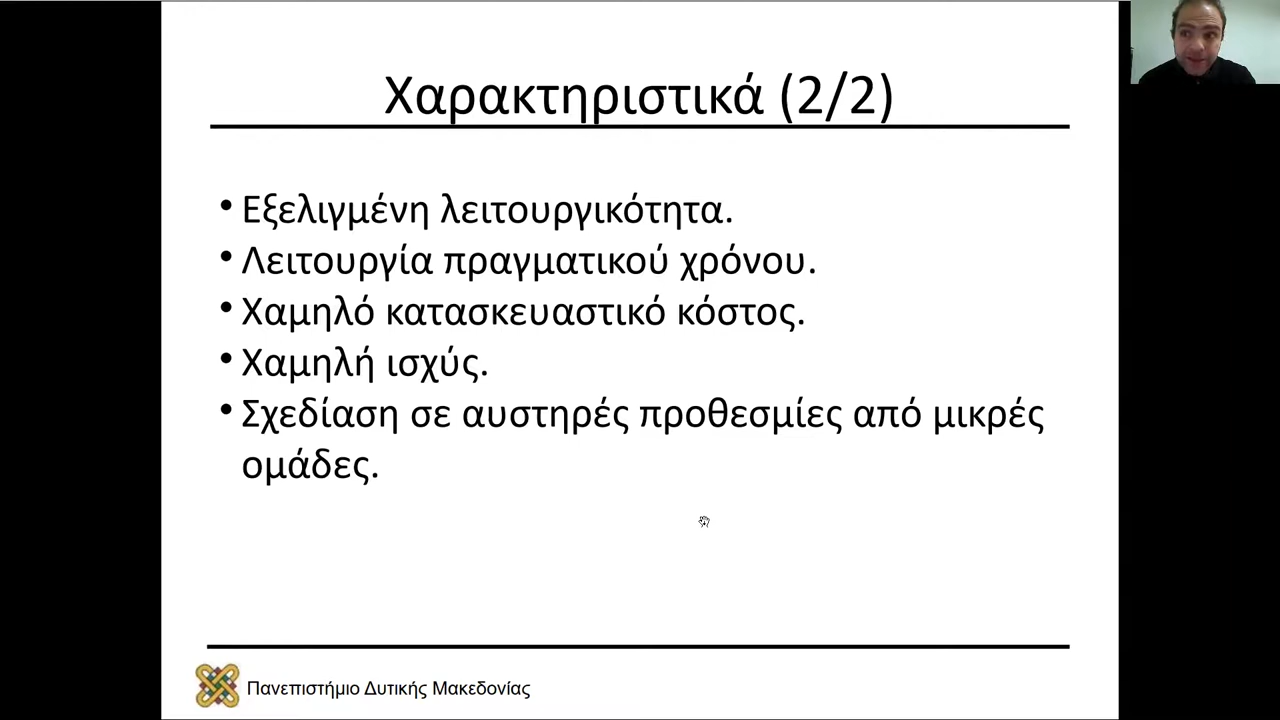 Χαρακτηριστικά (2/2)
• Εξελιγμένη λειτουργικότητα.
• Λειτουργία πραγματικού χρόνου.
• Χαμηλό κατασκευαστικό κόστος.
• Χαμηλή ισχύς.
• Σχεδίαση σε αυστηρές προθεσμίες από μικρές
ομάδες.
Πανεπιστήμιο Δυτικής Μακεδονίας